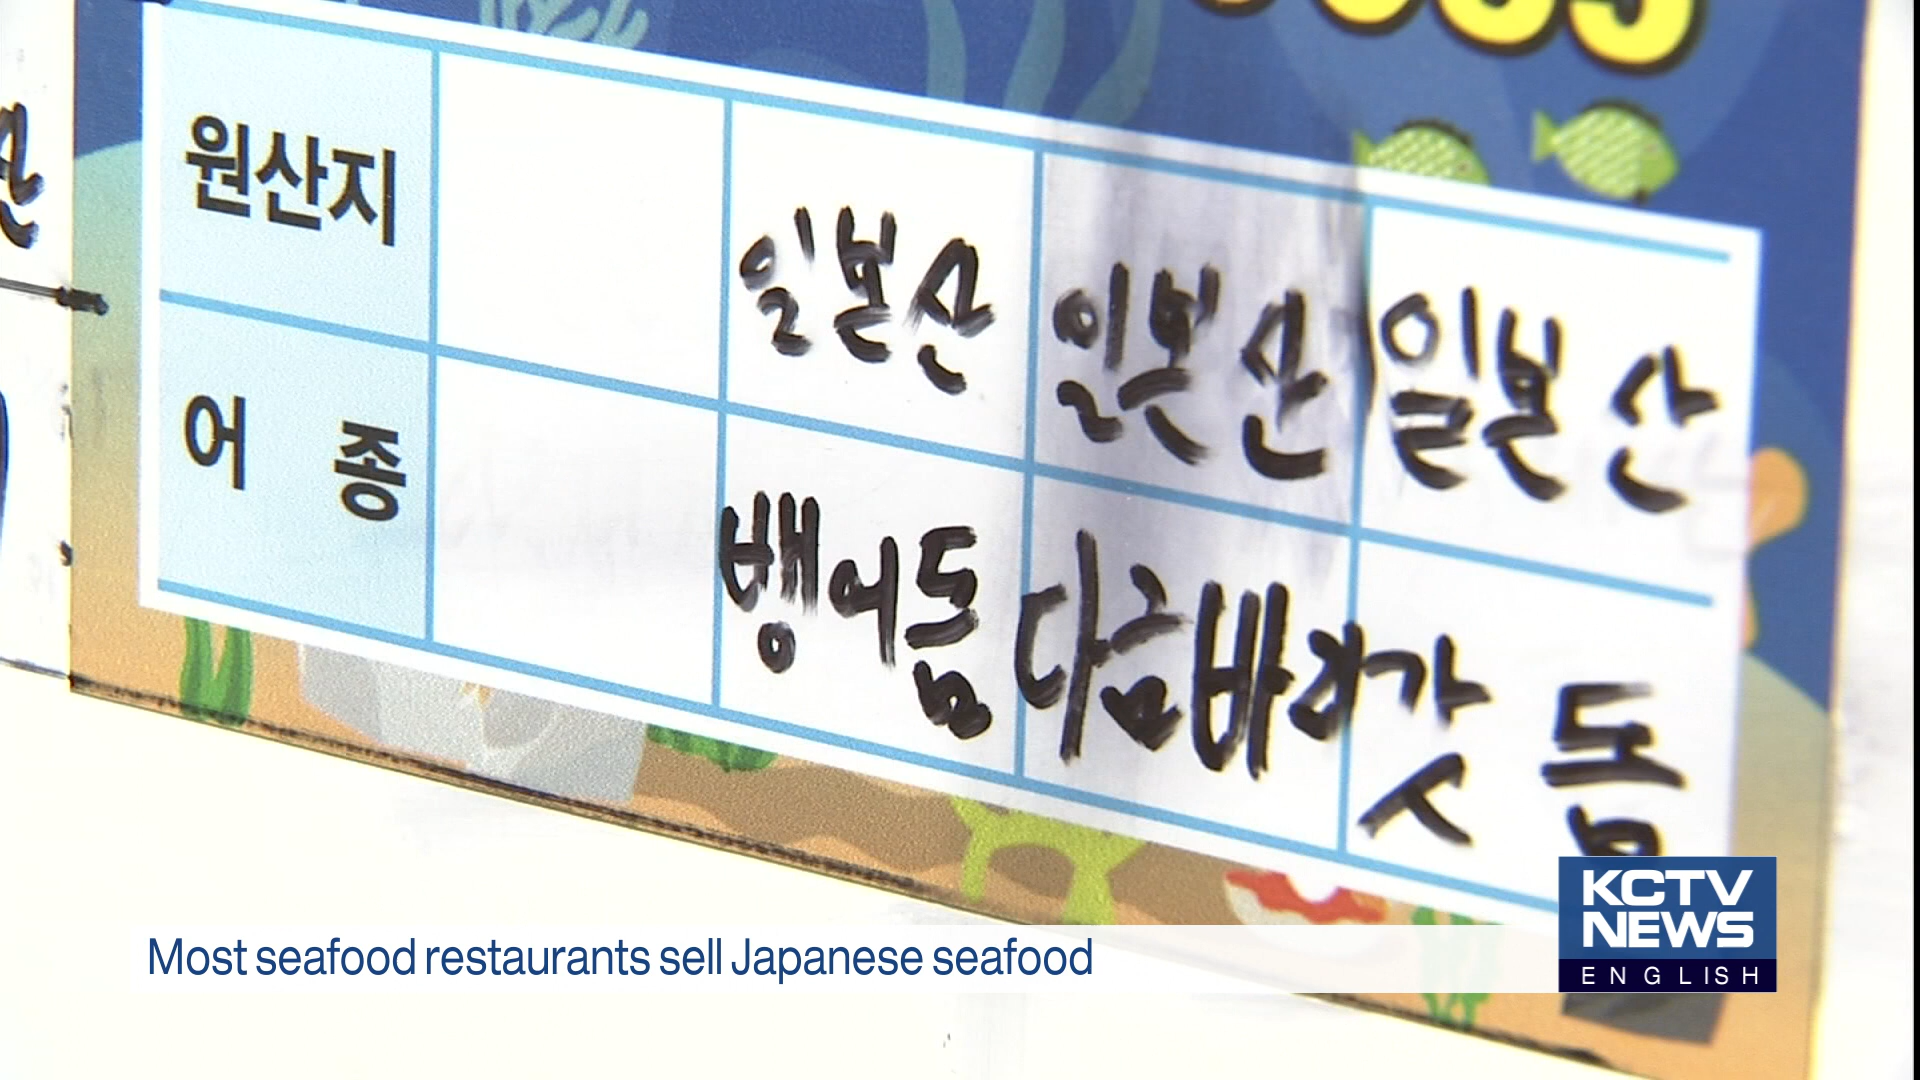 원산지 일본산 일본산 일본산
어 종 뱅어돔 다금바리 갓 돔
Most seafood restaurants sell Japanese seafood
KCTV
NEWS
ENGLISH